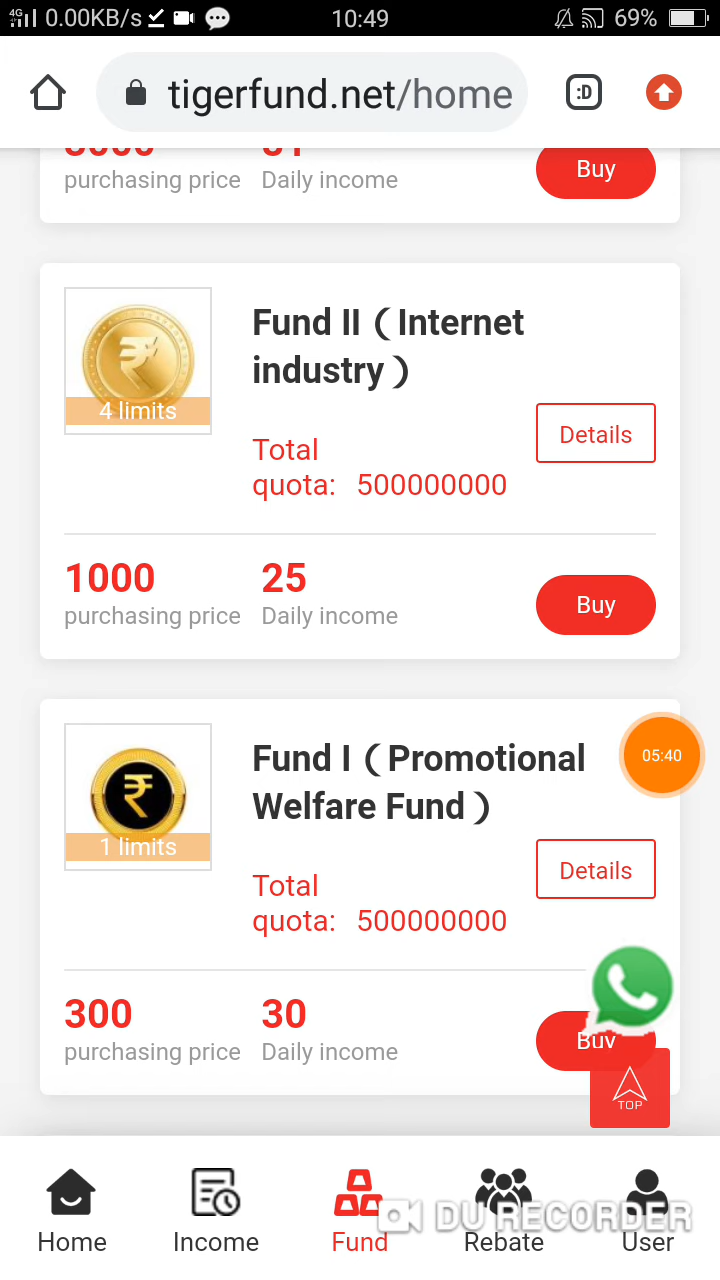 4G 0.00KB/s 10:49 69%
:D
tigerfund.net/home
purchasing price Daily income Buy
Fund II ( Internet
industry )
4 limits
Details
Total
quota: 500000000
1000 25
purchasing price Daily income Buy
Fund I ( Promotional
Welfare Fund )
05:40
1 limits
Details
Total
quota: 500000000
300 30
purchasing price Daily income Buy
TOP
DU RECORDER
Home Income Fund Rebate User